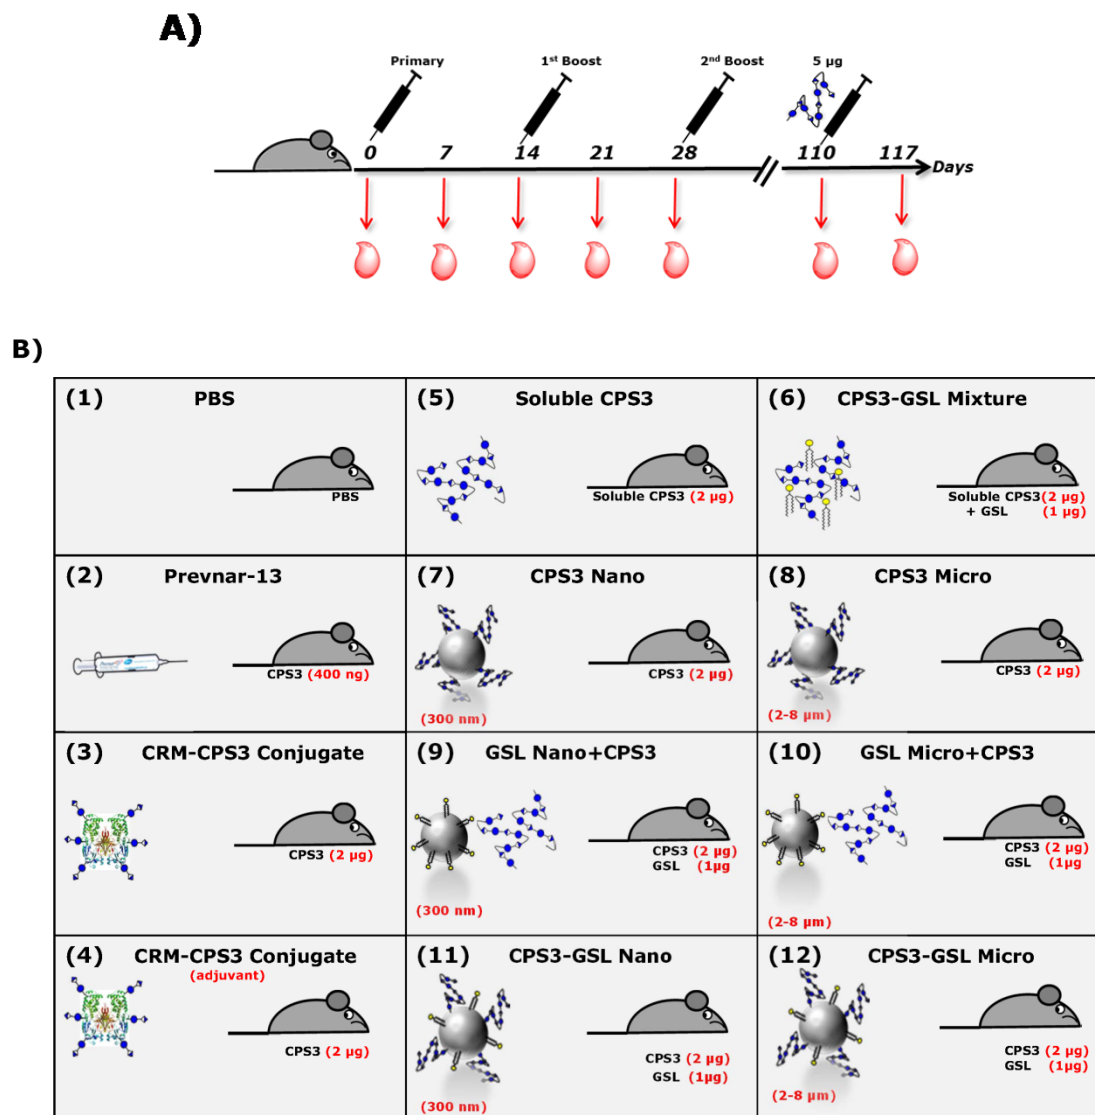 A)
Primary
1st Boost
2nd Boost
5 µg
0 7 14 21 28 110 117 Days
B)
(1) PBS
PBS
(5) Soluble CPS3
Soluble CPS3 (2 µg)
(6) CPS3-GSL Mixture
Soluble CPS3(2 µg)
+ GSL (1 µg)
(2) Prevnar-13
CPS3 (400 ng)
(7) CPS3 Nano
CPS3 (2 µg)
(300 nm)
(8) CPS3 Micro
CPS3 (2 µg)
(2-8 µm)
(3) CRM-CPS3 Conjugate
CPS3 (2 µg)
(9) GSL Nano+CPS3
CPS3 (2 µg)
GSL (1µg
(300 nm)
(10) GSL Micro+CPS3
CPS3 (2 µg)
GSL (1µg
(2-8 µm)
(4) CRM-CPS3 Conjugate
(adjuvant)
CPS3 (2 µg)
(11) CPS3-GSL Nano
CPS3 (2 µg)
GSL (1µg)
(300 nm)
(12) CPS3-GSL Micro
CPS3 (2 µg)
GSL (1µg)
(2-8 µm)